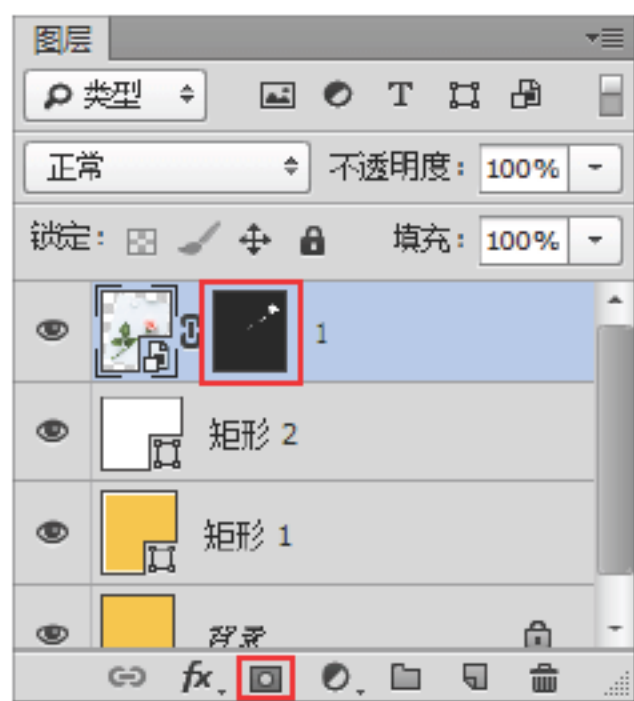 图层
类型 T
正常 不透明度: 100%
锁定: 填充: 100%
1
矩形 2
矩形 1
背景
fx